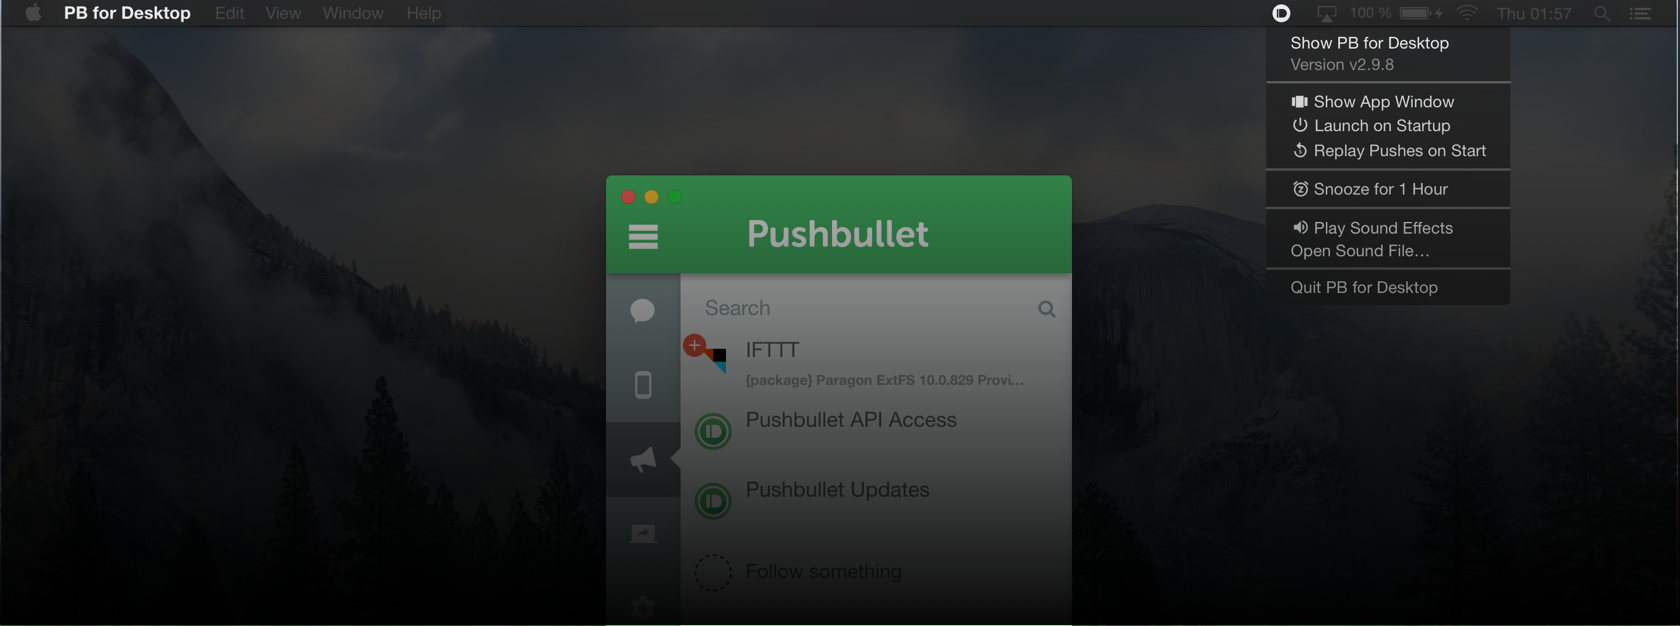 PB for Desktop Edit View Window Help
100 % Thu 01:57
Show PB for Desktop
Version v2.9.8
Show App Window
Launch on Startup
Replay Pushes on Start
Snooze for 1 Hour
Play Sound Effects
Open Sound File...
Quit PB for Desktop
Pushbullet
Search
IFTTT
{package} Paragon ExtFS 10.0.829 Provi...
Pushbullet API Access
Pushbullet Updates
Follow something